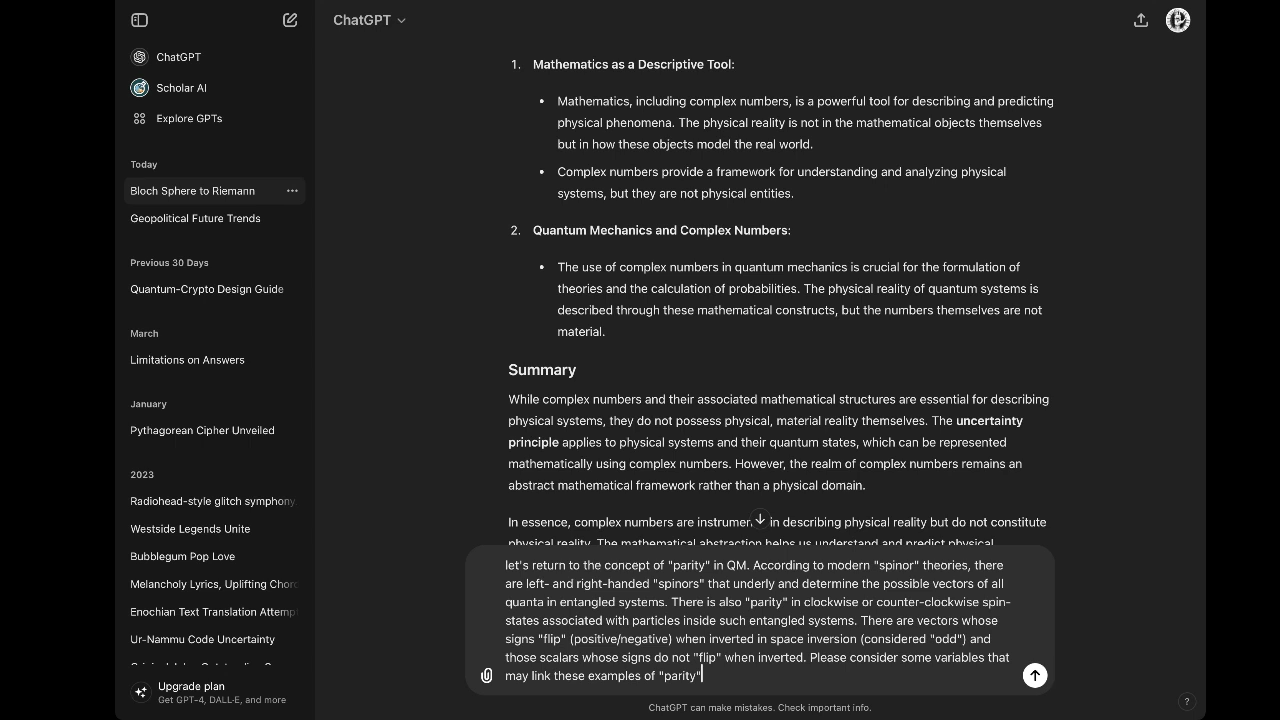 ChatGPT
ChatGPT
Scholar AI
Explore GPTs
Today
Bloch Sphere to Riemann
Geopolitical Future Trends
Previous 30 Days
Quantum-Crypto Design Guide
March
Limitations on Answers
January
Pythagorean Cipher Unveiled
2023
Radiohead-style glitch symphony,
Westside Legends Unite
Bubblegum Pop Love
Melancholy Lyrics, Uplifting Chord
Enochian Text Translation Attempt
Ur-Nammu Code Uncertainty
Upgrade plan
Get GPT-4, DALL·E, and more
1. Mathematics as a Descriptive Tool:
• Mathematics, including complex numbers, is a powerful tool for describing and predicting
physical phenomena. The physical reality is not in the mathematical objects themselves
but in how these objects model the real world.
• Complex numbers provide a framework for understanding and analyzing physical
systems, but they are not physical entities.
2. Quantum Mechanics and Complex Numbers:
• The use of complex numbers in quantum mechanics is crucial for the formulation of
theories and the calculation of probabilities. The physical reality of quantum systems is
described through these mathematical constructs, but the numbers themselves are not
material.
Summary
While complex numbers and their associated mathematical structures are essential for describing
physical systems, they do not possess physical, material reality themselves. The uncertainty
principle applies to physical systems and their quantum states, which can be represented
mathematically using complex numbers. However, the realm of complex numbers remains an
abstract mathematical framework rather than a physical domain.
In essence, complex numbers are instrumen in describing physical reality but do not constitute
physical reality. The mathematical abstraction helps us understand and predict physical
let's return to the concept of "parity" in QM. According to modern "spinor" theories, there
are left- and right-handed "spinors" that underly and determine the possible vectors of all
quanta in entangled systems. There is also "parity" in clockwise or counter-clockwise spin-
states associated with particles inside such entangled systems. There are vectors whose
signs "flip" (positive/negative) when inverted in space inversion (considered "odd") and
those scalars whose signs do not "flip" when inverted. Please consider some variables that
may link these examples of "parity"
ChatGPT can make mistakes. Check important info.
?